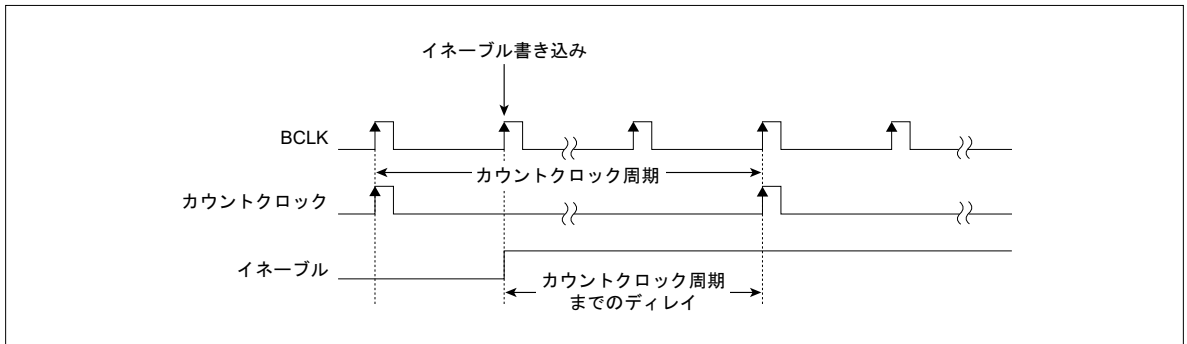 イネーブル書き込み
BCLK
カウントクロック周期
カウントクロック
イネーブル
カウントクロック周期
までのディレイ